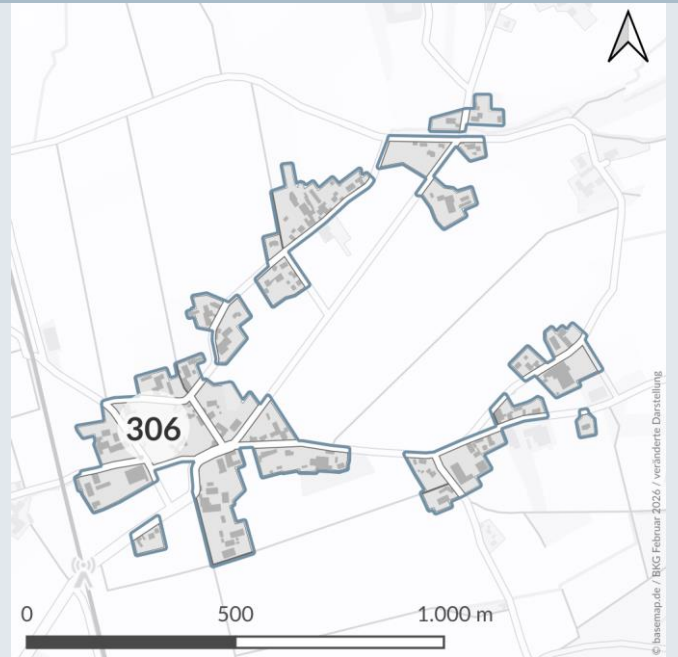 306
0 500 1.000 m
© basemap.de / BKG Februar 2026 / veränderte Darstellung